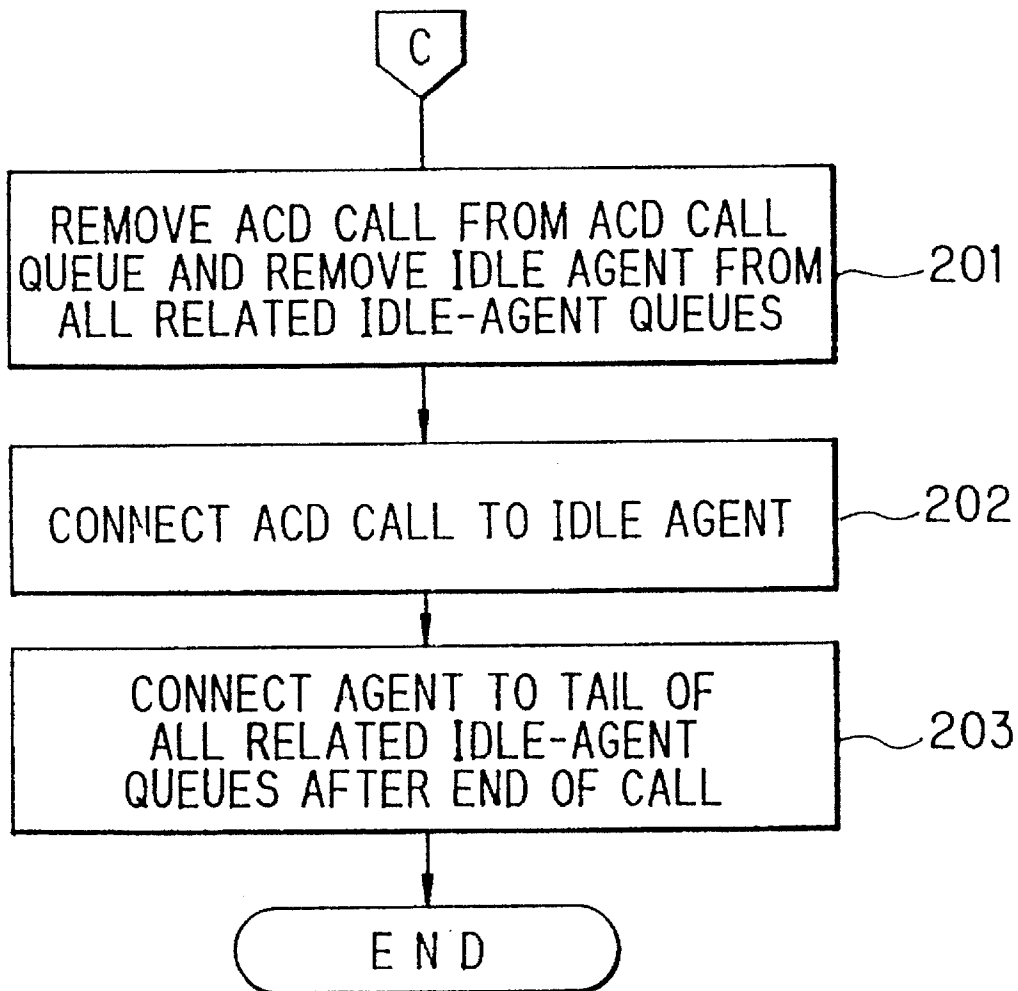 C
REMOVE ACD CALL FROM ACD CALL
QUEUE AND REMOVE IDLE AGENT FROM
ALL RELATED IDLE-AGENT QUEUES
201
CONNECT ACD CALL TO IDLE AGENT
202
CONNECT AGENT TO TAIL OF
ALL RELATED IDLE-AGENT
QUEUES AFTER END OF CALL
203
END